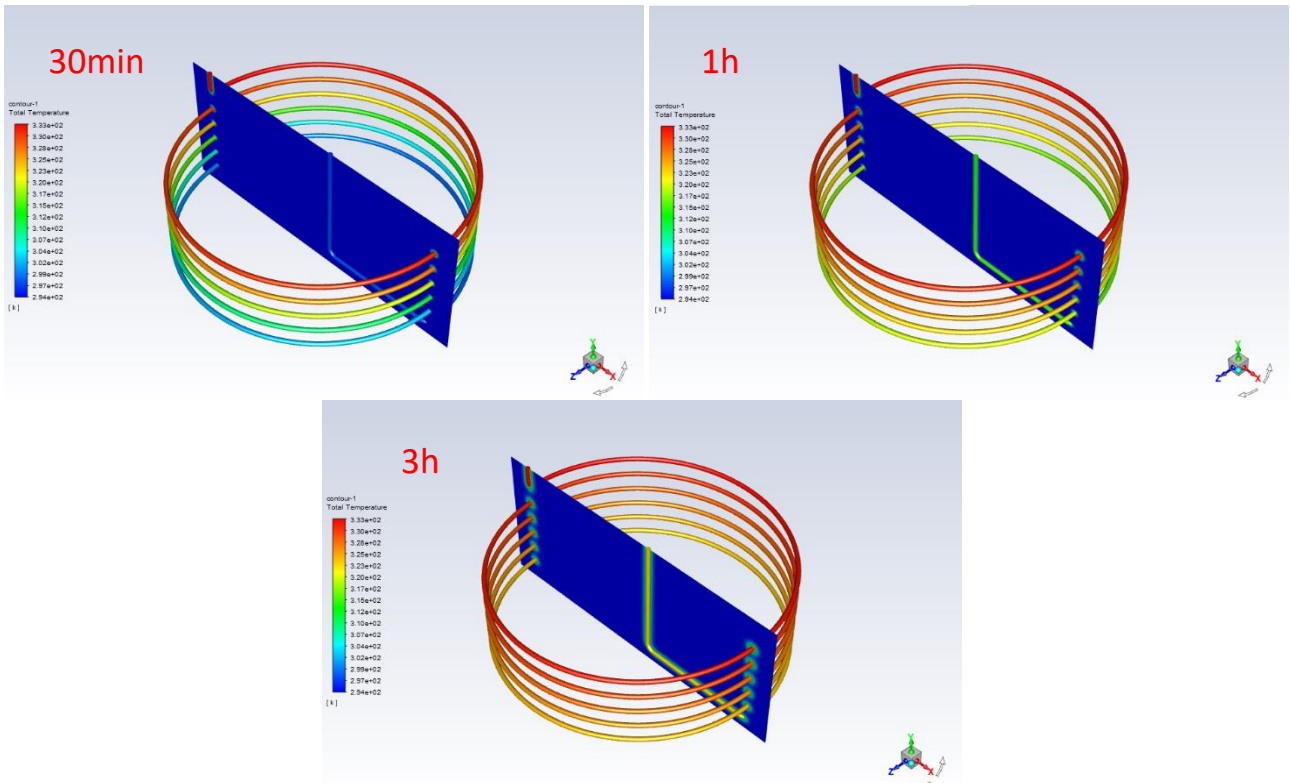 30min
contour-1
Total Temperature
3.33e+02
3.30e+02
3.28e+02
3.25e+02
3.23e+02
3.20e+02
3.17e+02
3.15e+02
3.12e+02
3.10e+02
3.07e+02
3.04e+02
3.02e+02
2.99e+02
2.97e+02
2.94e+02
[ k ]
Y
Z
X
1h
contour-1
Total Temperature
3.33e+02
3.30e+02
3.28e+02
3.25e+02
3.23e+02
3.20e+02
3.17e+02
3.15e+02
3.12e+02
3.10e+02
3.07e+02
3.04e+02
3.02e+02
2.99e+02
2.97e+02
2.94e+02
[ k ]
Y
Z
X
3h
contour-1
Total Temperature
3.33e+02
3.30e+02
3.28e+02
3.25e+02
3.23e+02
3.20e+02
3.17e+02
3.15e+02
3.12e+02
3.10e+02
3.07e+02
3.04e+02
3.02e+02
2.99e+02
2.97e+02
2.94e+02
[ k ]
Y
Z
X